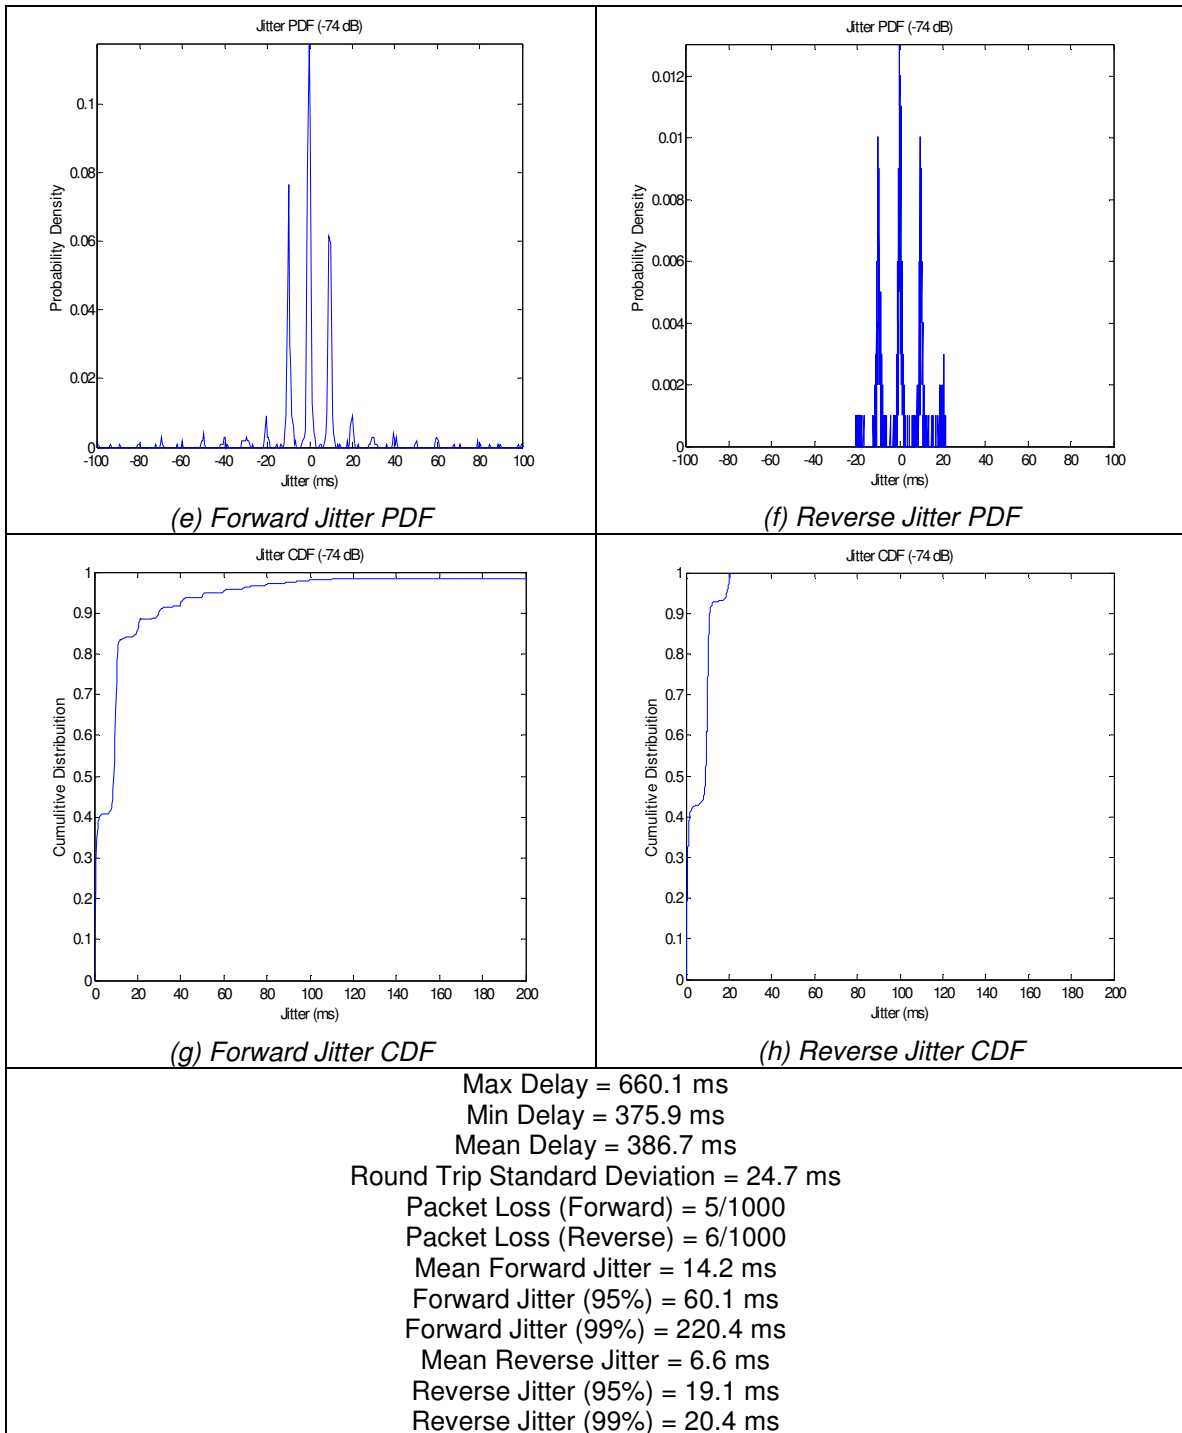 Jitter PDF (-74 dB)
0.1
0.08
0.06
0.04
0.02
0
Probability Density
-100 -80 -60 -40 -20 0 20 40 60 80 100
Jitter (ms)
(e) Forward Jitter PDF
Jitter PDF (-74 dB)
0.012
0.01
0.008
0.006
0.004
0.002
0
Probability Density
-100 -80 -60 -40 -20 0 20 40 60 80 100
Jitter (ms)
(f) Reverse Jitter PDF
Jitter CDF (-74 dB)
1
0.9
0.8
0.7
0.6
0.5
0.4
0.3
0.2
0.1
0
Cumulitive Distribuition
0 20 40 60 80 100 120 140 160 180 200
Jitter (ms)
(g) Forward Jitter CDF
Jitter CDF (-74 dB)
1
0.9
0.8
0.7
0.6
0.5
0.4
0.3
0.2
0.1
0
Cumulitive Distribuition
0 20 40 60 80 100 120 140 160 180 200
Jitter (ms)
(h) Reverse Jitter CDF
Max Delay = 660.1 ms
Min Delay = 375.9 ms
Mean Delay = 386.7 ms
Round Trip Standard Deviation = 24.7 ms
Packet Loss (Forward) = 5/1000
Packet Loss (Reverse) = 6/1000
Mean Forward Jitter = 14.2 ms
Forward Jitter (95%) = 60.1 ms
Forward Jitter (99%) = 220.4 ms
Mean Reverse Jitter = 6.6 ms
Reverse Jitter (95%) = 19.1 ms
Reverse Jitter (99%) = 20.4 ms